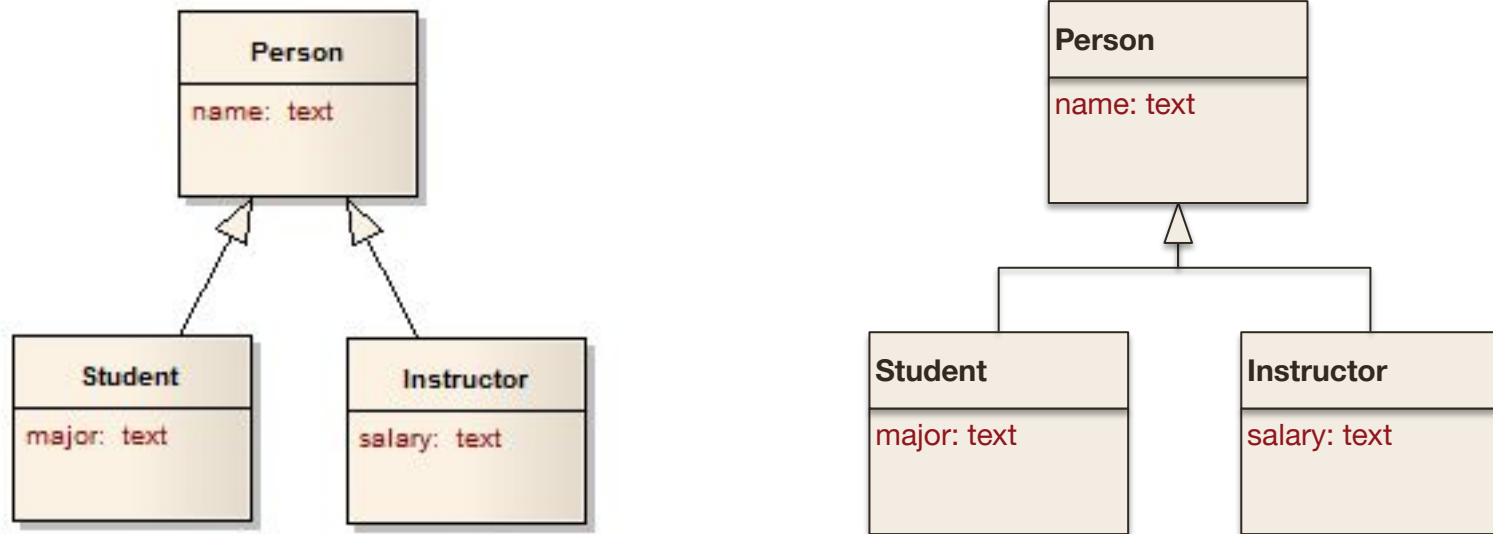 Person
name: text
Student
major: text
Instructor
salary: text
Person
name: text
Student
major: text
Instructor
salary: text